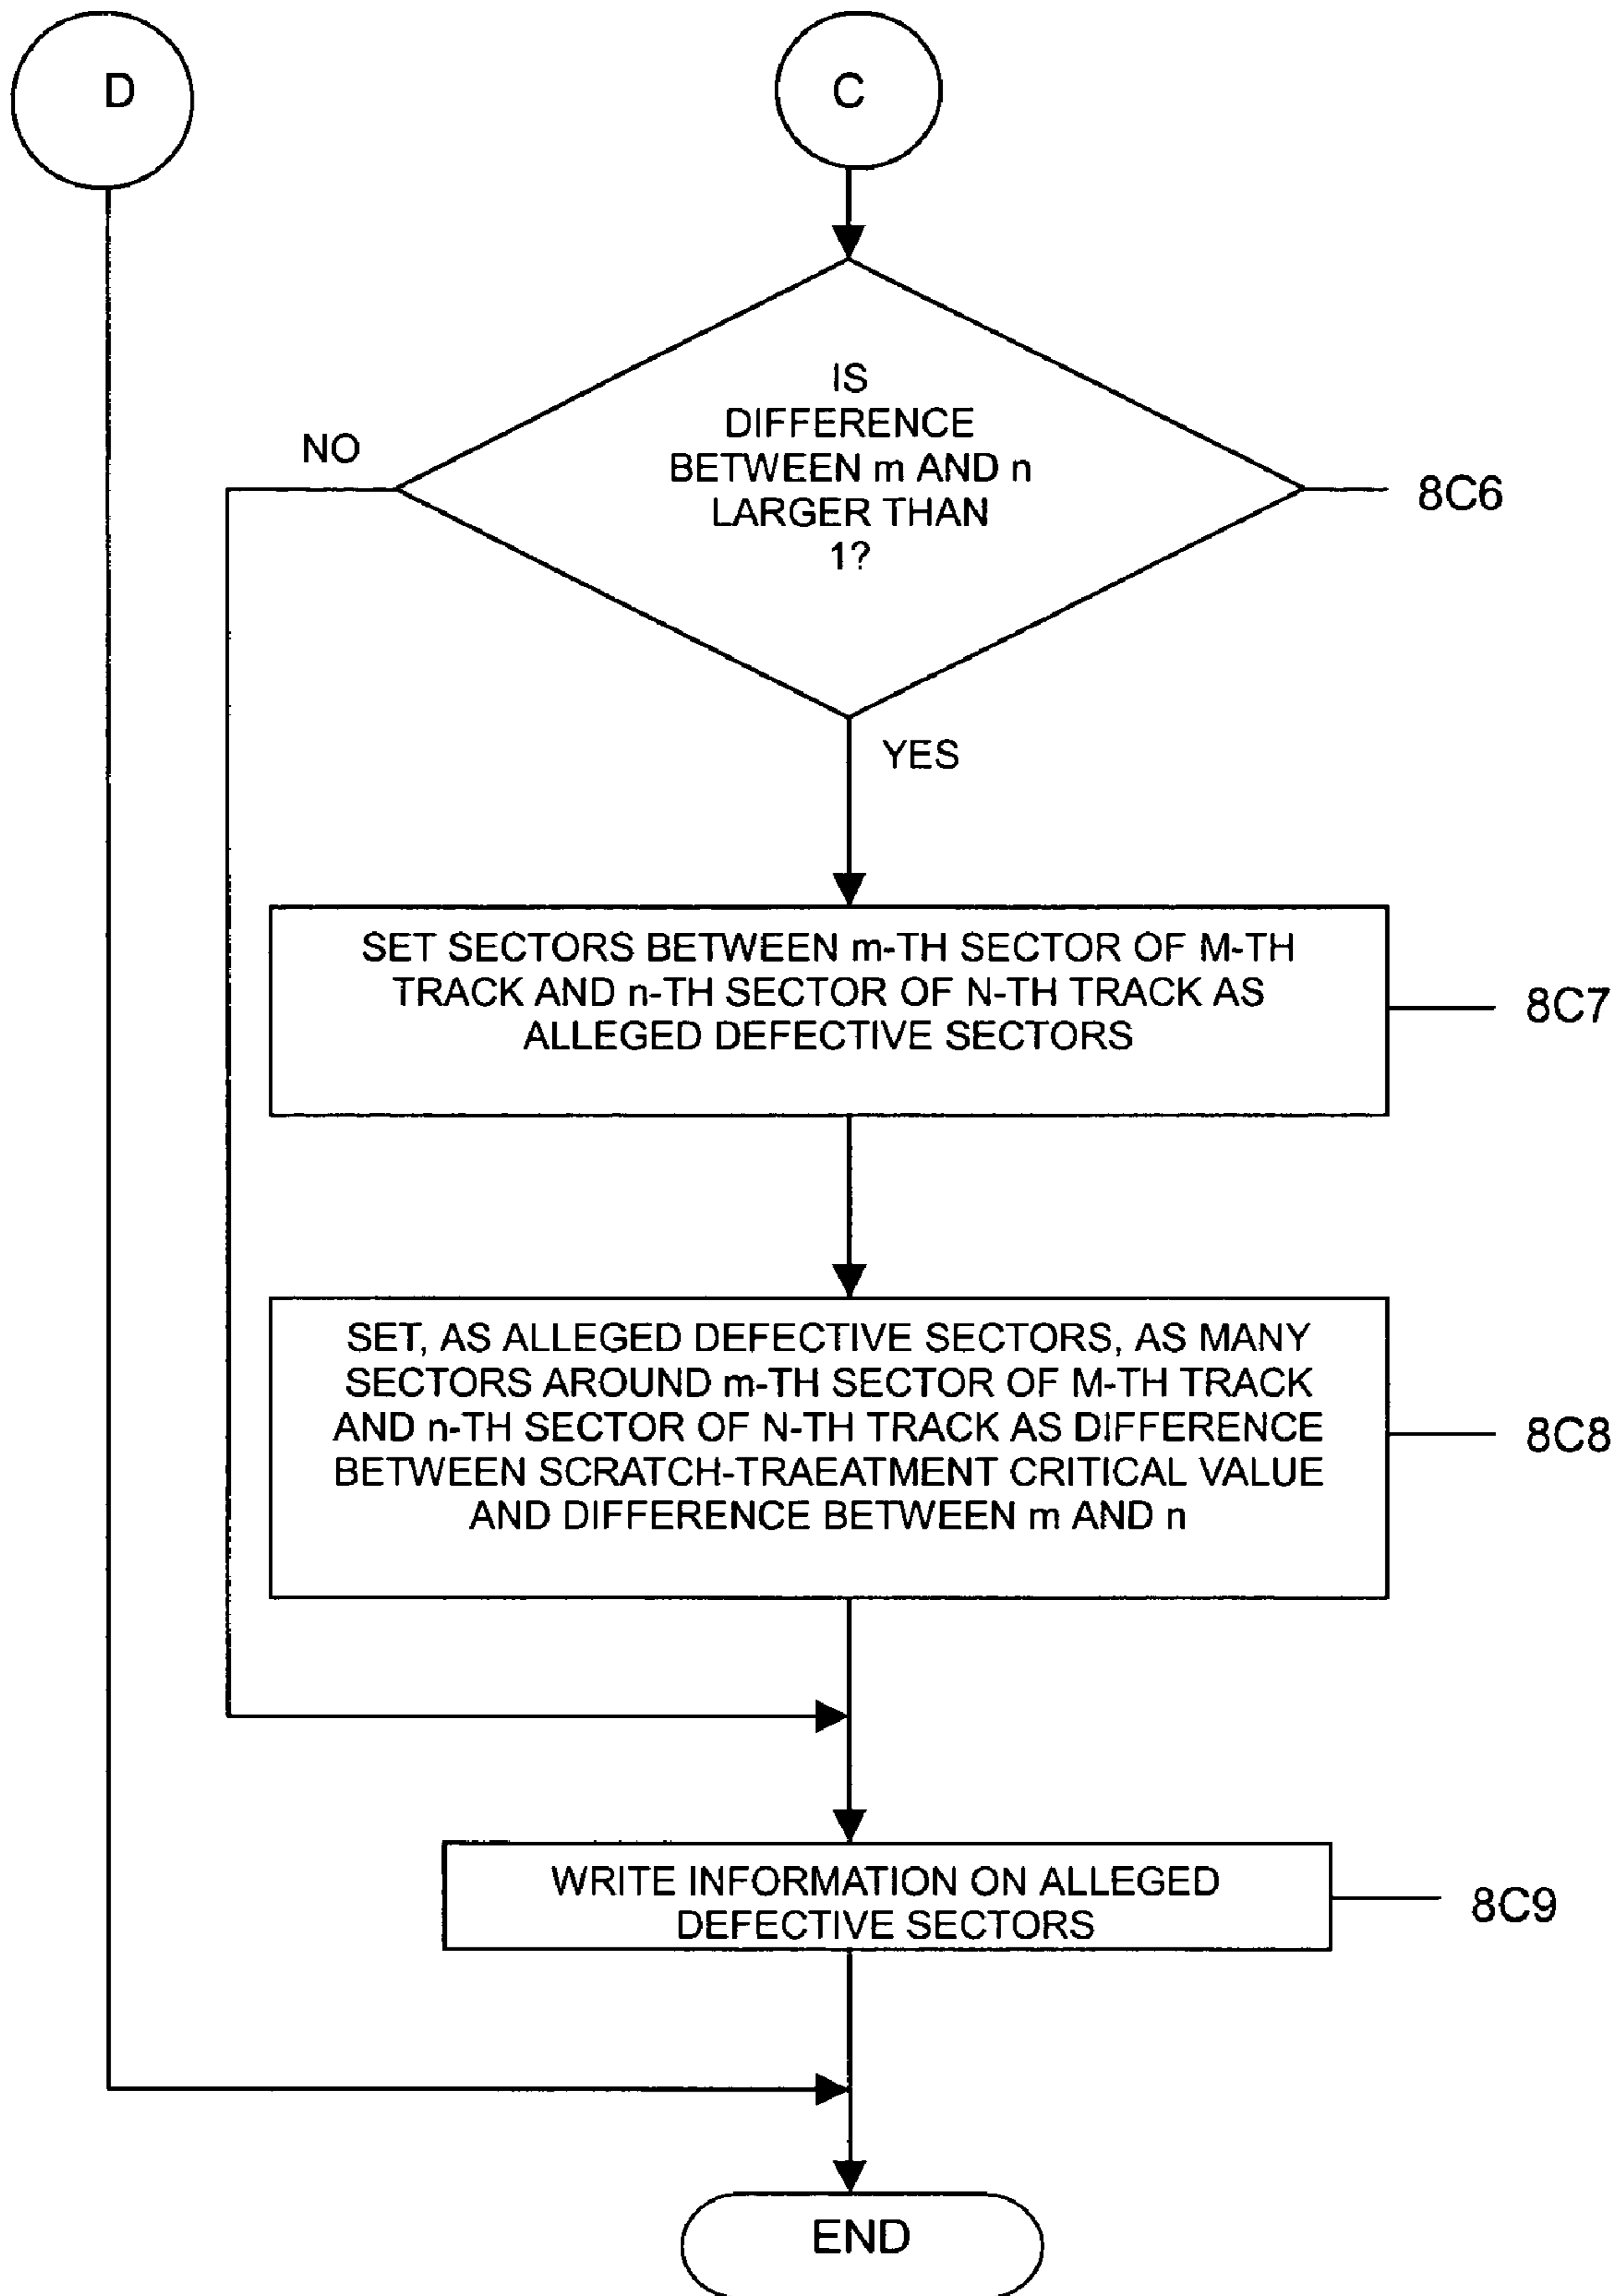 D
C
IS
DIFFERENCE
BETWEEN m AND n
LARGER THAN
1?
NO
8C6
YES
SET SECTORS BETWEEN m-TH SECTOR OF M-TH
TRACK AND n-TH SECTOR OF N-TH TRACK AS
ALLEGED DEFECTIVE SECTORS
8C7
SET, AS ALLEGED DEFECTIVE SECTORS, AS MANY
SECTORS AROUND m-TH SECTOR OF M-TH TRACK
AND n-TH SECTOR OF N-TH TRACK AS DIFFERENCE
BETWEEN SCRATCH-TRAEATMENT CRITICAL VALUE
AND DIFFERENCE BETWEEN m AND n
8C8
WRITE INFORMATION ON ALLEGED
DEFECTIVE SECTORS
8C9
END